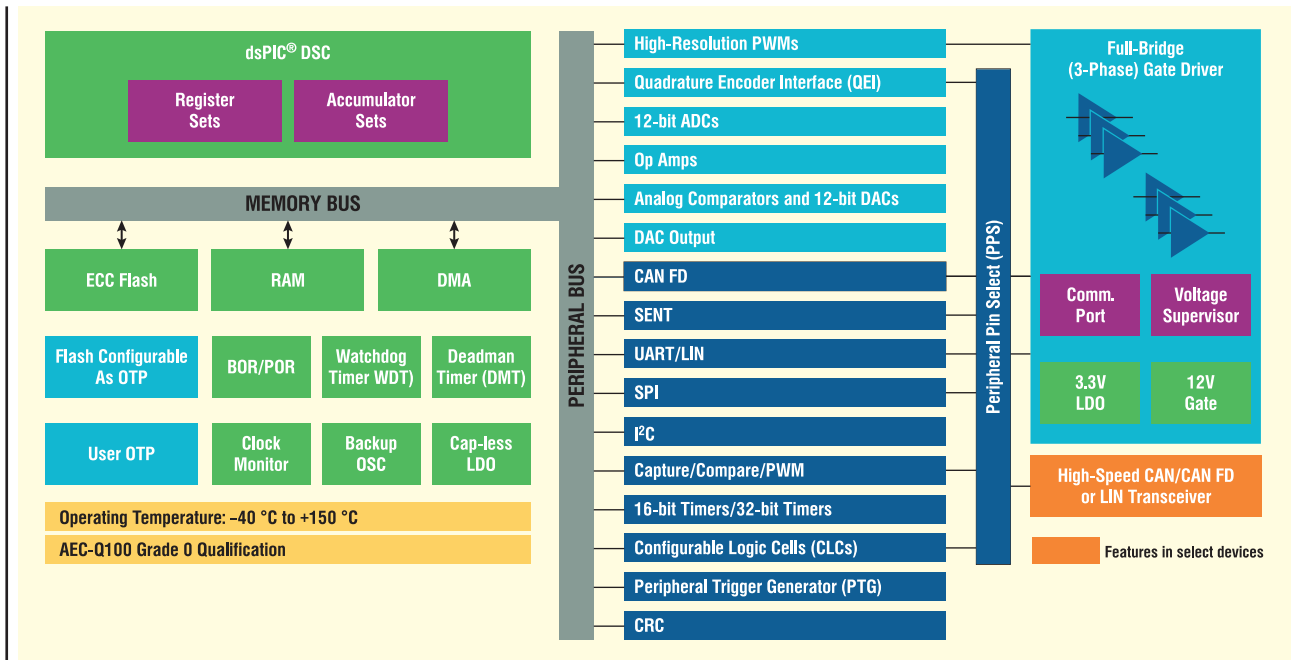 dsPIC® DSC
Register
Sets
Accumulator
Sets
MEMORY BUS
ECC Flash
RAM
DMA
Flash Configurable
As OTP
BOR/POR
Watchdog
Timer WDT)
Deadman
Timer (DMT)
User OTP
Clock
Monitor
Backup
OSC
Cap-less
LDO
Operating Temperature: –40 °C to +150 °C
AEC-Q100 Grade 0 Qualification
PERIPHERAL BUS
High-Resolution PWMs
Quadrature Encoder Interface (QEI)
12-bit ADCs
Op Amps
Analog Comparators and 12-bit DACs
DAC Output
CAN FD
SENT
UART/LIN
SPI
I²C
Capture/Compare/PWM
16-bit Timers/32-bit Timers
Configurable Logic Cells (CLCs)
Peripheral Trigger Generator (PTG)
CRC
Peripheral Pin Select (PPS)
Full-Bridge
(3-Phase) Gate Driver
Comm.
Port
Voltage
Supervisor
3.3V
LDO
12V
Gate
High-Speed CAN/CAN FD
or LIN Transceiver
Features in select devices